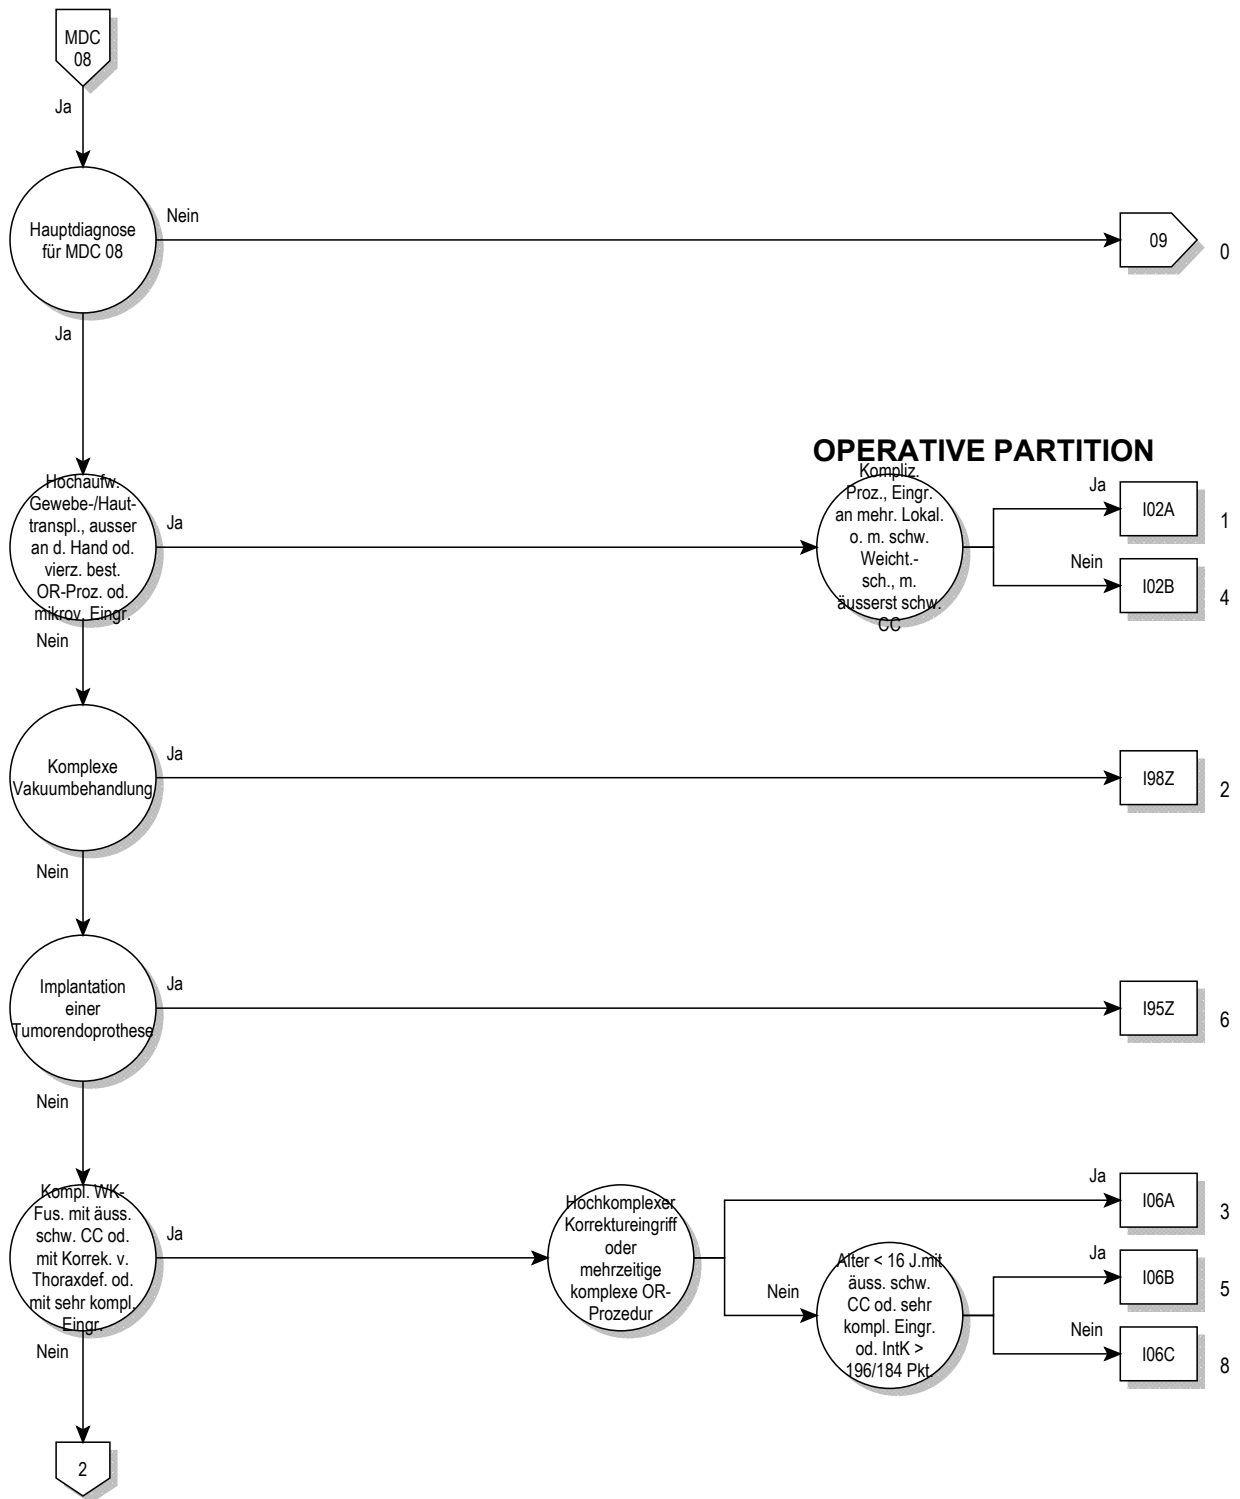 MDC
08
Ja
Hauptdiagnose
für MDC 08
Nein
09
0
Ja
OPERATIVE PARTITION
Hochaufw.
Gewebe-/Haut-
transpl., ausser
an d. Hand od.
vierz. best.
OR-Proz. od.
mikrov. Eingr.
Ja
Kompliz.
Proz., Eingr.
an mehr. Lokal.
o. m. schw.
Weicht.-
sch., m.
äusserst schw.
CC
Ja
I02A
1
Nein
I02B
4
Nein
Komplexe
Vakuumbehandlung
Ja
I98Z
2
Nein
Implantation
einer
Tumorendoprothese
Ja
I95Z
6
Nein
Kompl. WK-
Fus. mit äuss.
schw. CC od.
mit Korrek. v.
Thoraxdef. od.
mit sehr kompl.
Eingr.
Ja
Hochkomplexer
Korrektureingriff
oder
mehrzeitige
komplexe OR-
Prozedur
Ja
I06A
3
Nein
Alter < 16 J.mit
äuss. schw.
CC od. sehr
kompl. Eingr.
od. IntK >
196/184 Pkt.
Ja
I06B
5
Nein
I06C
8
Nein
2